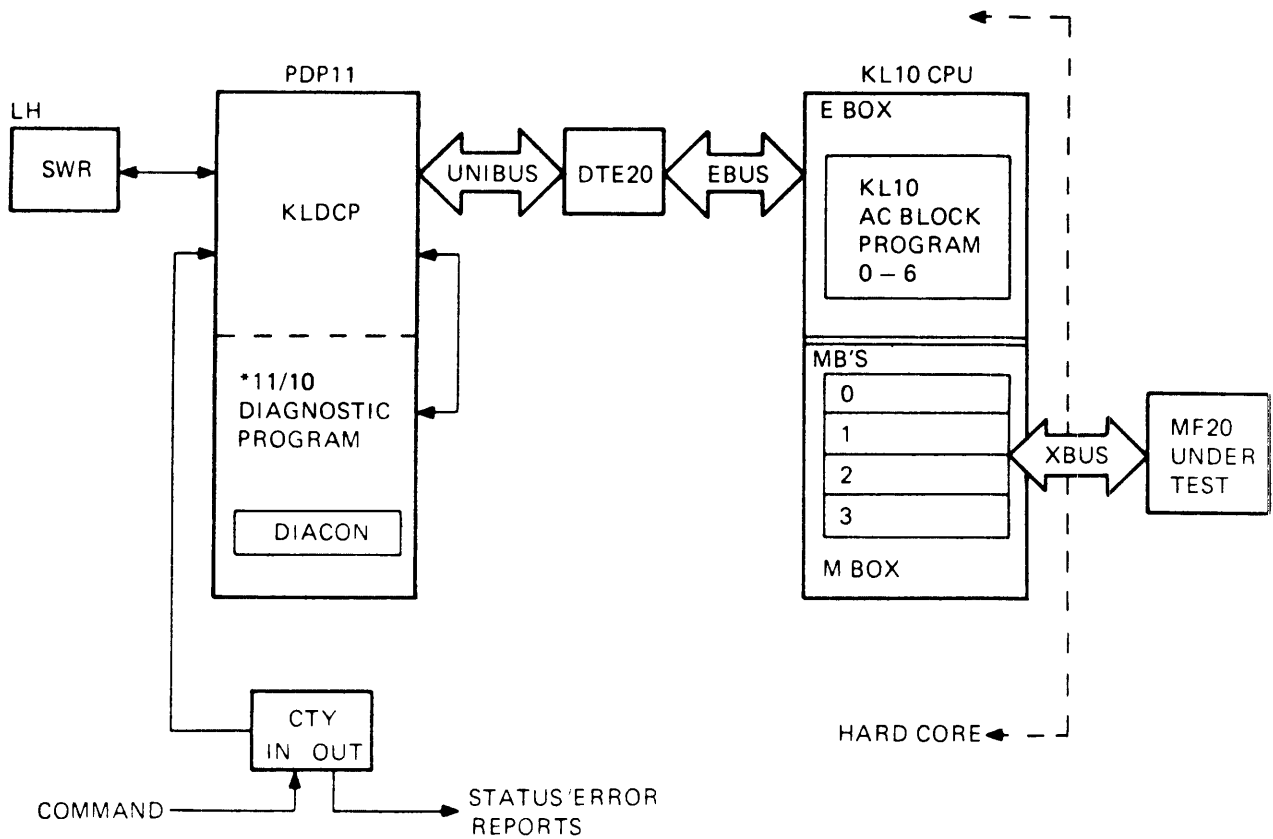 PDP11
KL10 CPU
LH
SWR
KLDCP
UNIBUS
DTE20
EBUS
E BOX
KL10
AC BLOCK
PROGRAM
0 – 6
*11/10
DIAGNOSTIC
PROGRAM
DIACON
MB'S
0
1
2
3
M BOX
XBUS
MF20
UNDER
TEST
CTY
IN OUT
HARD CORE
COMMAND
STATUS'ERROR
REPORTS